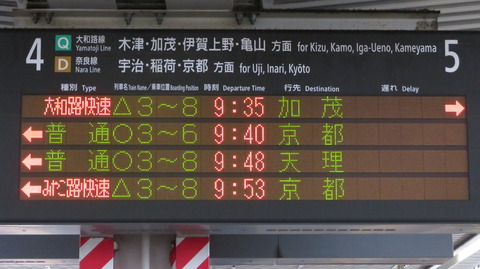 4 Q 大和路線 Yamatoji Line 木津・加茂・伊賀上野・亀山 方面 for Kizu, Kamo, Iga-Ueno, Kameyama 5
D 奈良線 Nara Line 宇治・稲荷・京都 方面 for Uji, Inari, Kyōto
種別 Type 列車名/Train Name 乗車位置/Boarding Position 時刻 Departure Time 行先 Destination 遅れ Delay
大和路快速 △3〜8 9:35 加茂 →
← 普通 ○3〜6 9:40 京都
← 普通 ○3〜8 9:48 天理
← みやこ路快速 △3〜8 9:53 京都